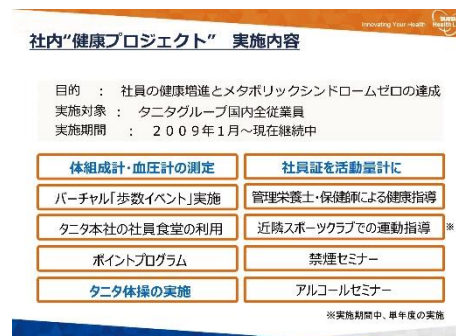 Innovating Your Health
社内“健康プロジェクト” 実施内容
目的 : 社員の健康増進とメタボリックシンドロームゼロの達成
実施対象 : タニタグループ国内全従業員
実施期間 : 2009年1月～現在継続中
体組成計・血圧計の測定
社員証を活動量計に
バーチャル「歩数イベント」実施
管理栄養士・保健師による健康指導
タニタ本社の社員食堂の利用
近隣スポーツクラブでの運動指導 ※
ポイントプログラム
禁煙セミナー
タニタ体操の実施
アルコールセミナー
※実施期間中、単年度の実施